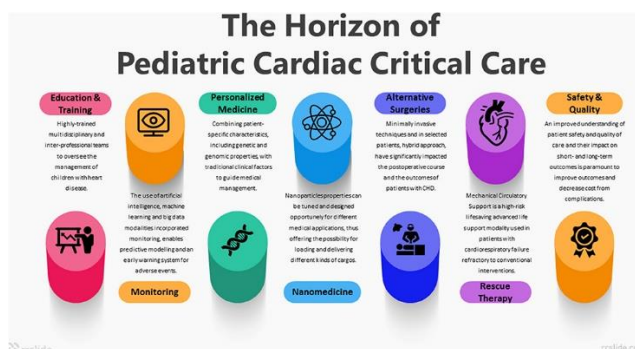 The Horizon of
Pediatric Cardiac Critical Care
Education &
Training
Highly-trained
multidisciplinary and
inter-professional teams
to oversee the
management of
children with heart
disease.
The use of artificial
intelligence, machine
learning and big data
modalities incorporated
monitoring, enables
predictive modelling and an
early warning system for
adverse events.
Monitoring
Personalized
Medicine
Combining patient-
specific characteristics,
including genetic and
genomic properties, with
traditional clinical factors
to guide medical
management.
Nanoparticles properties can
be tuned and designed
opportunely for different
medical applications, thus
offering the possibility for
loading and delivering
different kinds of cargos.
Nanomedicine
Alternative
Surgeries
Minimally invasive
techniques and in selected
patients, hybrid approach,
have significantly impacted
the postoperative course
and the outcomes of
patients with CHD.
Mechanical Circulatory
Support is a high-risk
lifesaving advanced life
support modality used in
patients with
cardiorespiratory failure
refractory to conventional
interventions.
Rescue
Therapy
Safety &
Quality
An improved understanding of
patient safety and quality of
care and their impact on
short- and long-term
outcomes is paramount to
improve outcomes and
decrease cost from
complications.